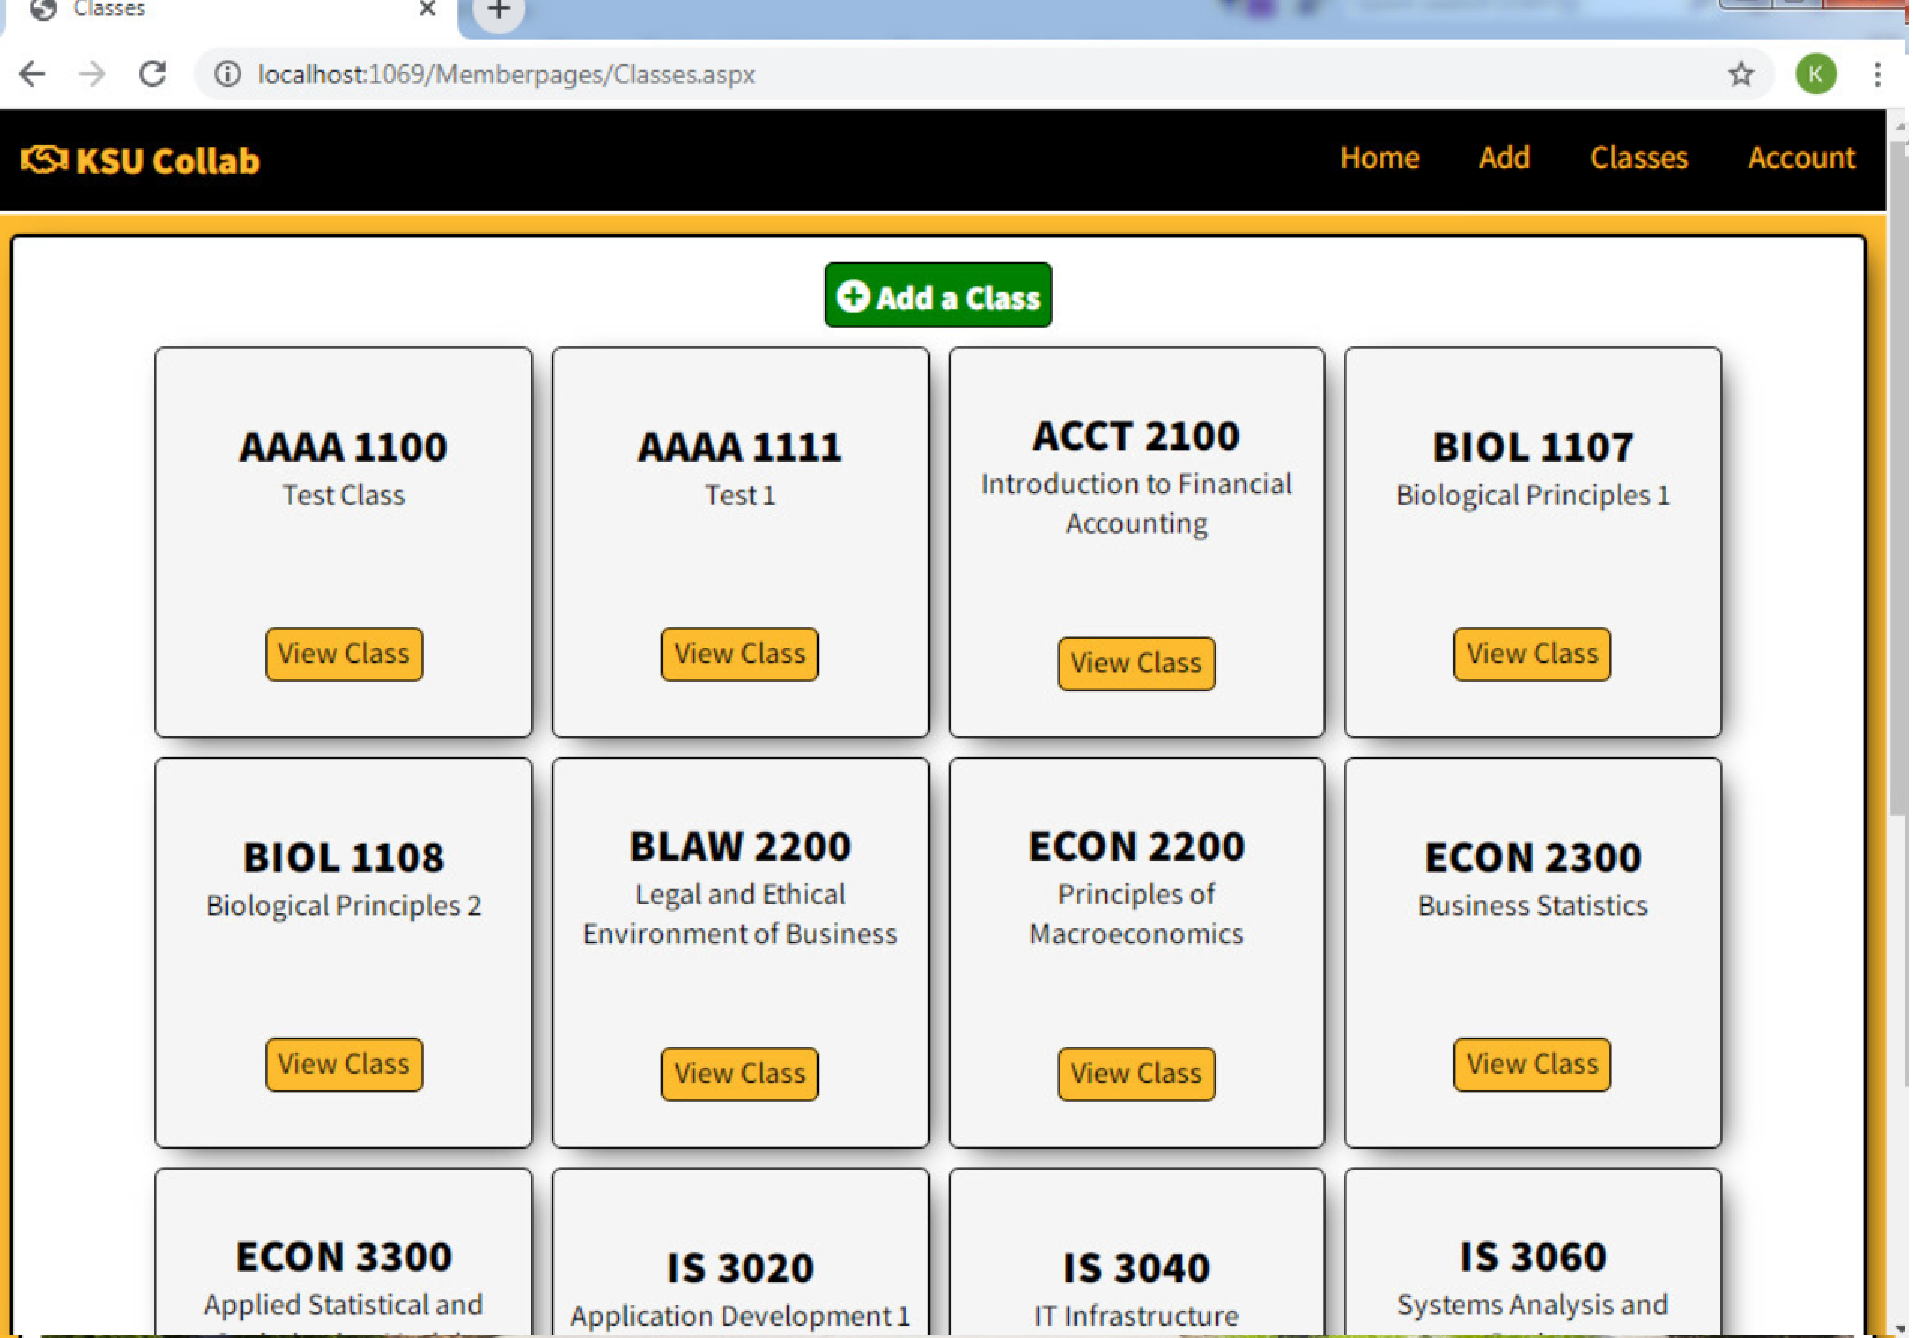 Classes
localhost:1069/Memberpages/Classes.aspx
K
KSU Collab
Home Add Classes Account
Add a Class
AAAA 1100
Test Class
View Class
AAAA 1111
Test 1
View Class
ACCT 2100
Introduction to Financial
Accounting
View Class
BIOL 1107
Biological Principles 1
View Class
BIOL 1108
Biological Principles 2
View Class
BLAW 2200
Legal and Ethical
Environment of Business
View Class
ECON 2200
Principles of
Macroeconomics
View Class
ECON 2300
Business Statistics
View Class
ECON 3300
Applied Statistical and
IS 3020
Application Development 1
IS 3040
IT Infrastructure
IS 3060
Systems Analysis and